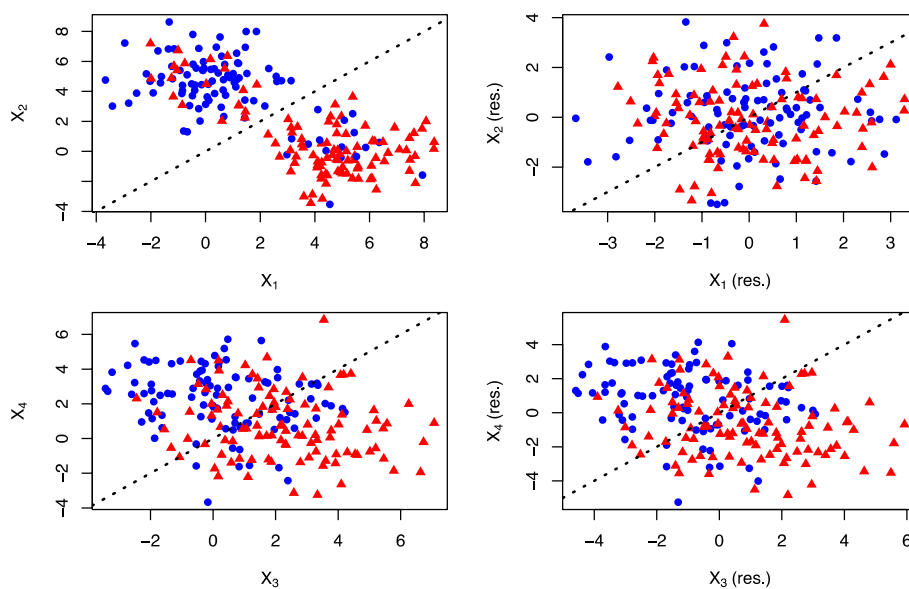 X₂
−4 0 2 4 6 8
−4 −2 0 2 4 6 8
X₁
X₂ (res.)
−2 0 2 4
−3 −2 −1 0 1 2 3
X₁ (res.)
X₄
−4 −2 0 2 4 6
−2 0 2 4 6
X₃
X₄ (res.)
−4 −2 0 2 4
−4 −2 0 2 4 6
X₃ (res.)